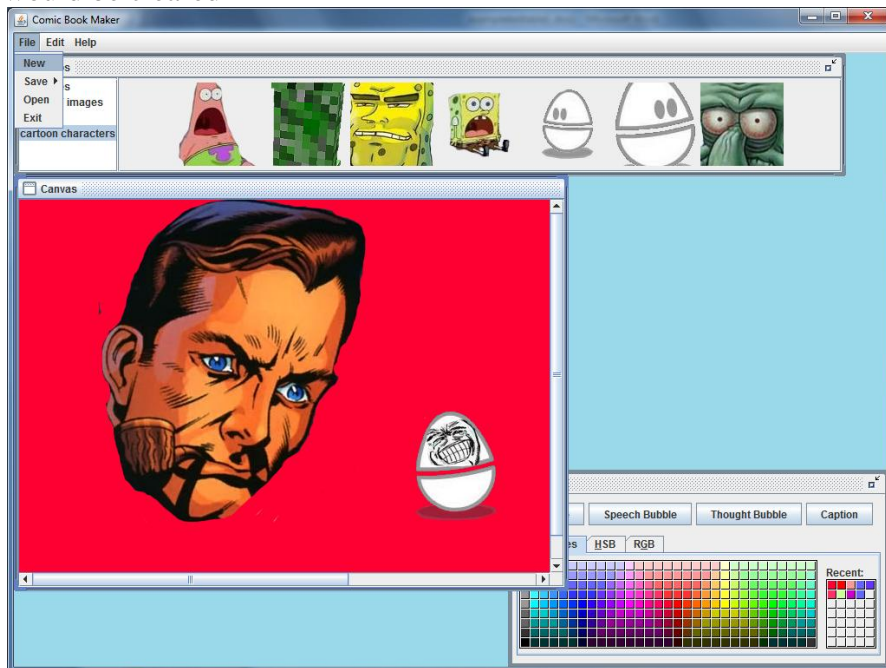 Comic Book Maker
File Edit Help
New
Save
Open
Exit
images
cartoon characters
Canvas
Speech Bubble Thought Bubble Caption
HSB RGB
Recent: